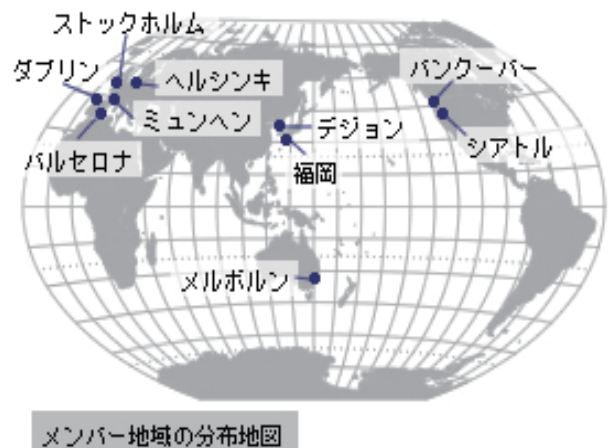 ストックホルム
ダブリン
ヘルシンキ
バンクーバー
ミュンヘン
デジョン
シアトル
バルセロナ
福岡
メルボルン
メンバー地域の分布地図